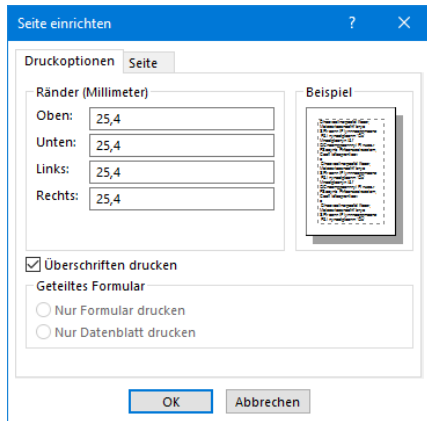 Seite einrichten ? ×
Druckoptionen Seite
Ränder (Millimeter)
Oben: 25,4
Unten: 25,4
Links: 25,4
Rechts: 25,4
Beispiel
Überschriften drucken
Geteiltes Formular
Nur Formular drucken
Nur Datenblatt drucken
OK Abbrechen